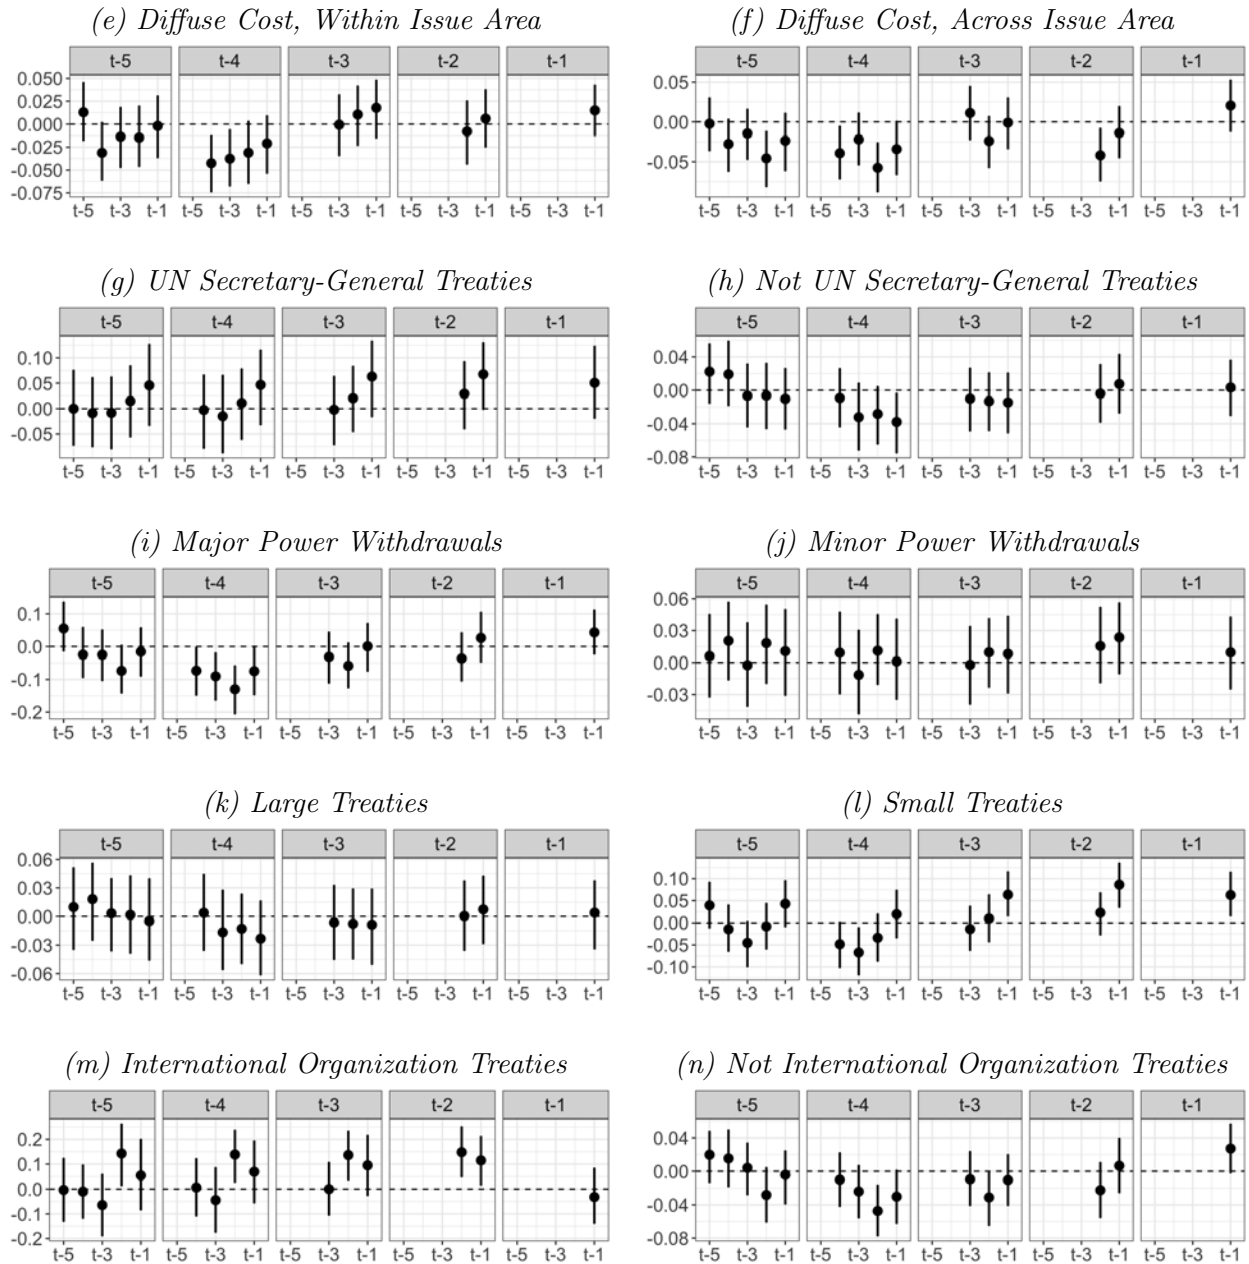 (e) Diffuse Cost, Within Issue Area
(f) Diffuse Cost, Across Issue Area
t-5 t-4 t-3 t-2 t-1
t-5 t-4 t-3 t-2 t-1
0.050
0.025
0.000
-0.025
-0.050
-0.075
0.05
0.00
-0.05
t-5 t-3 t-1 t-5 t-3 t-1 t-5 t-3 t-1 t-5 t-3 t-1 t-5 t-3 t-1
t-5 t-3 t-1 t-5 t-3 t-1 t-5 t-3 t-1 t-5 t-3 t-1 t-5 t-3 t-1
(g) UN Secretary-General Treaties
(h) Not UN Secretary-General Treaties
t-5 t-4 t-3 t-2 t-1
t-5 t-4 t-3 t-2 t-1
0.10
0.05
0.00
-0.05
0.04
0.00
-0.04
-0.08
t-5 t-3 t-1 t-5 t-3 t-1 t-5 t-3 t-1 t-5 t-3 t-1 t-5 t-3 t-1
t-5 t-3 t-1 t-5 t-3 t-1 t-5 t-3 t-1 t-5 t-3 t-1 t-5 t-3 t-1
(i) Major Power Withdrawals
(j) Minor Power Withdrawals
t-5 t-4 t-3 t-2 t-1
t-5 t-4 t-3 t-2 t-1
0.1
0.0
-0.1
-0.2
0.06
0.03
0.00
-0.03
t-5 t-3 t-1 t-5 t-3 t-1 t-5 t-3 t-1 t-5 t-3 t-1 t-5 t-3 t-1
t-5 t-3 t-1 t-5 t-3 t-1 t-5 t-3 t-1 t-5 t-3 t-1 t-5 t-3 t-1
(k) Large Treaties
(l) Small Treaties
t-5 t-4 t-3 t-2 t-1
t-5 t-4 t-3 t-2 t-1
0.06
0.03
0.00
-0.03
-0.06
0.10
0.05
0.00
-0.05
-0.10
t-5 t-3 t-1 t-5 t-3 t-1 t-5 t-3 t-1 t-5 t-3 t-1 t-5 t-3 t-1
t-5 t-3 t-1 t-5 t-3 t-1 t-5 t-3 t-1 t-5 t-3 t-1 t-5 t-3 t-1
(m) International Organization Treaties
(n) Not International Organization Treaties
t-5 t-4 t-3 t-2 t-1
t-5 t-4 t-3 t-2 t-1
0.2
0.1
0.0
-0.1
-0.2
0.04
0.00
-0.04
-0.08
t-5 t-3 t-1 t-5 t-3 t-1 t-5 t-3 t-1 t-5 t-3 t-1 t-5 t-3 t-1
t-5 t-3 t-1 t-5 t-3 t-1 t-5 t-3 t-1 t-5 t-3 t-1 t-5 t-3 t-1